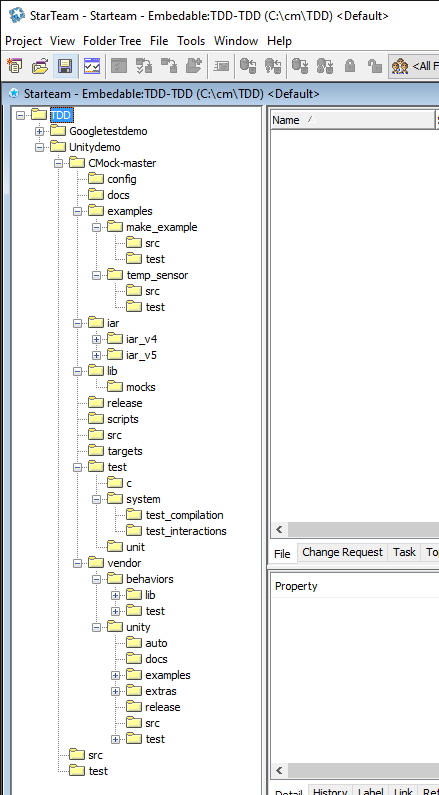 StarTeam - Starteam - Embedable:TDD-TDD (C:\cm\TDD) <Default>
Project View Folder Tree File Tools Window Help
<All F
Starteam - Embedable:TDD-TDD (C:\cm\TDD) <Default>
TDD
Googletestdemo
Unitydemo
CMock-master
config
docs
examples
make_example
src
test
temp_sensor
src
test
iar
iar_v4
iar_v5
lib
mocks
release
scripts
src
targets
test
c
system
test_compilation
test_interactions
unit
vendor
behaviors
lib
test
unity
auto
docs
examples
extras
release
src
test
src
test
Name
File Change Request Task To
Property
Detail History Label Link Re